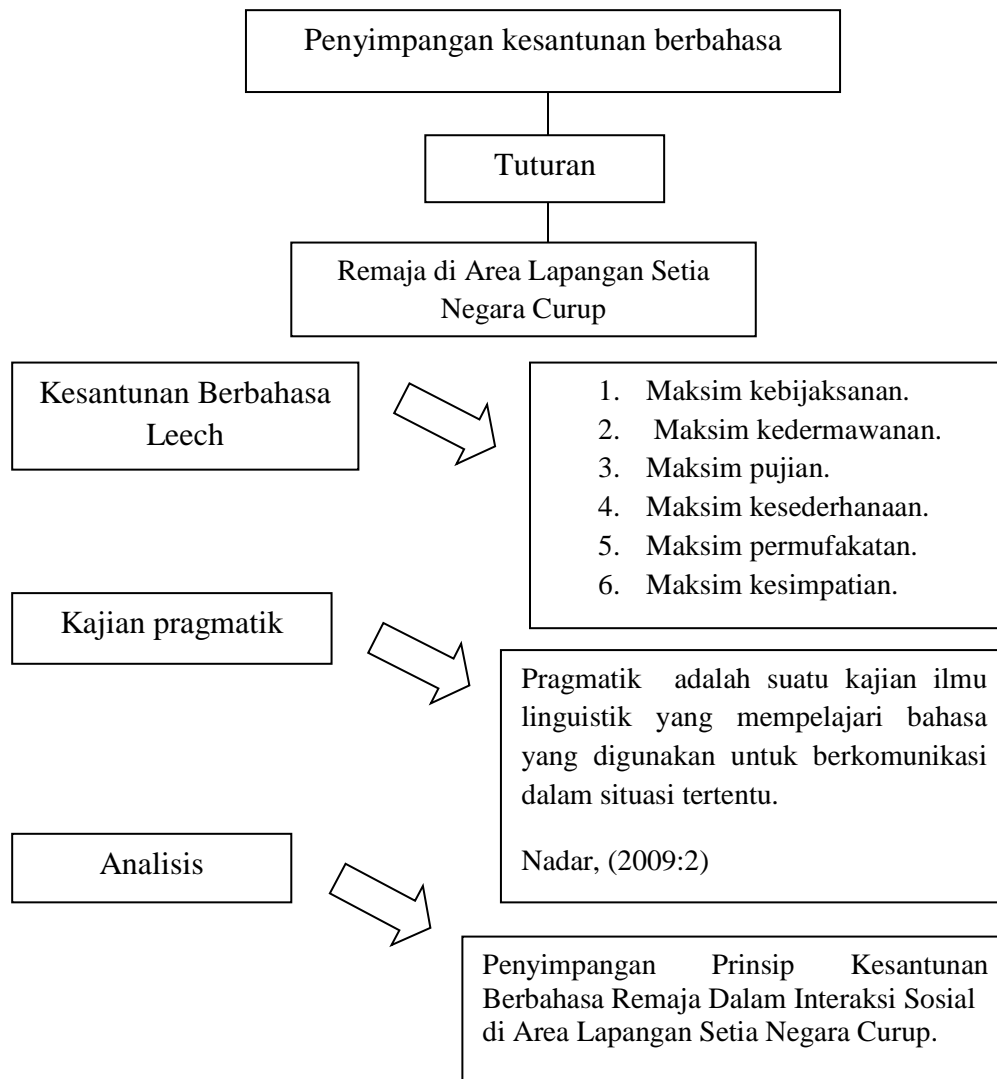 Penyimpangan kesantunan berbahasa
Tuturan
Remaja di Area Lapangan Setia
Negara Curup
Kesantunan Berbahasa
Leech
1. Maksim kebijaksanan.
2. Maksim kedermawanan.
3. Maksim pujian.
4. Maksim kesederhanaan.
5. Maksim permufakatan.
6. Maksim kesimpatian.
Kajian pragmatik
Pragmatik adalah suatu kajian ilmu
linguistik yang mempelajari bahasa
yang digunakan untuk berkomunikasi
dalam situasi tertentu.
Nadar, (2009:2)
Analisis
Penyimpangan Prinsip Kesantunan
Berbahasa Remaja Dalam Interaksi Sosial
di Area Lapangan Setia Negara Curup.